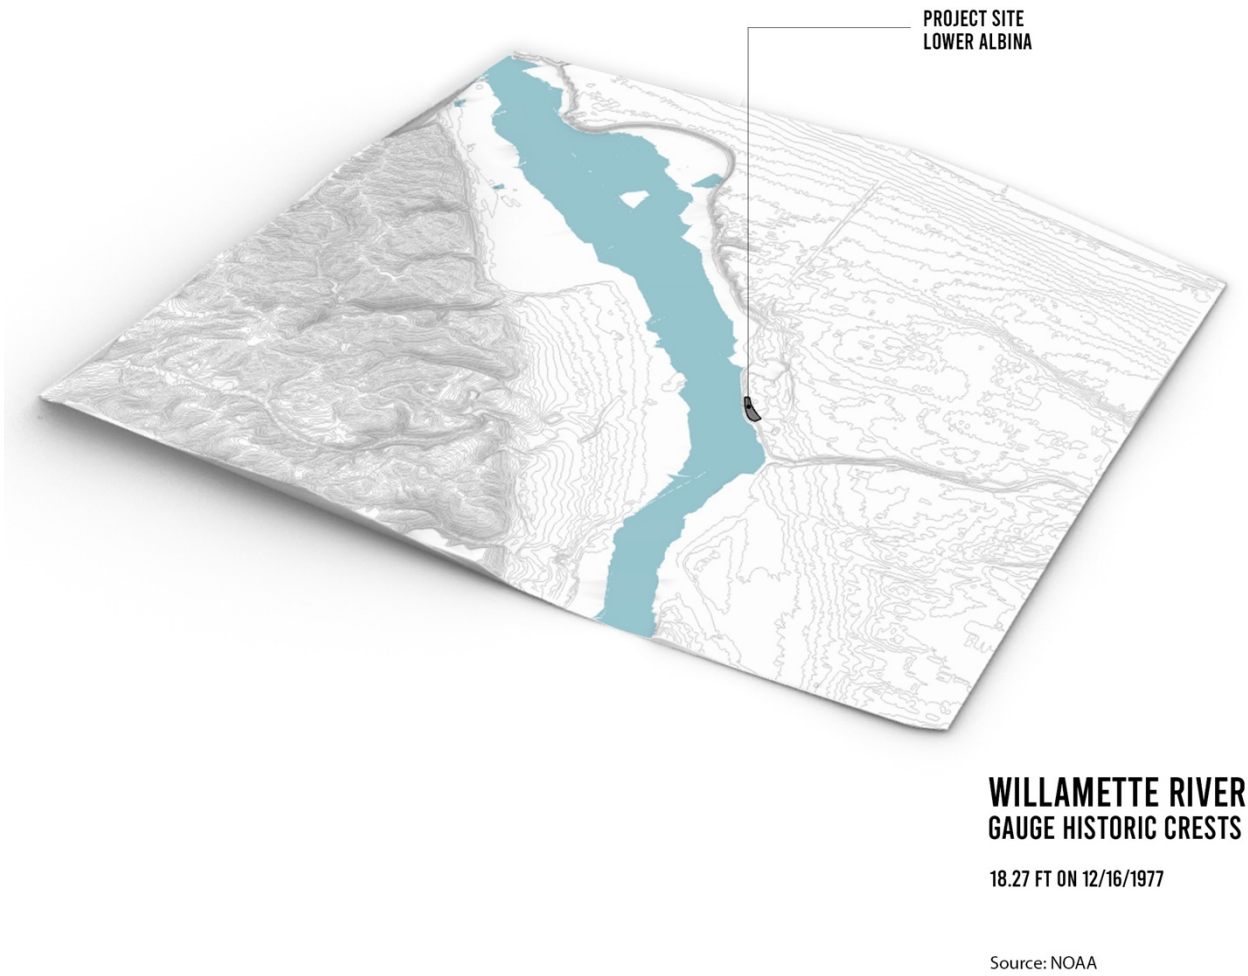 PROJECT SITE
LOWER ALBINA
WILLAMETTE RIVER
GAUGE HISTORIC CRESTS
18.27 FT ON 12/16/1977
Source: NOAA